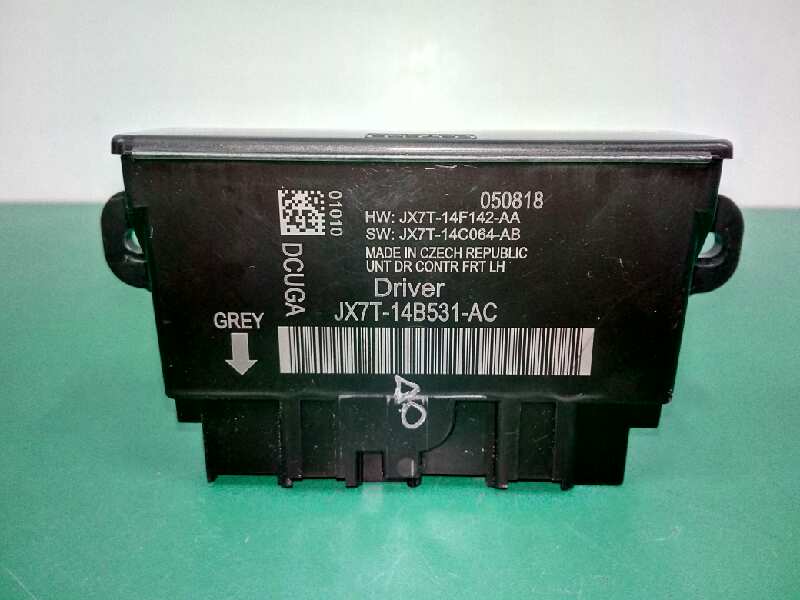 050818
01010
HW: JX7T-14F142-AA
SW: JX7T-14C064-AB
MADE IN CZECH REPUBLIC
UNT DR CONTR FRT LH
DCUGA
Driver
JX7T-14B531-AC
GREY